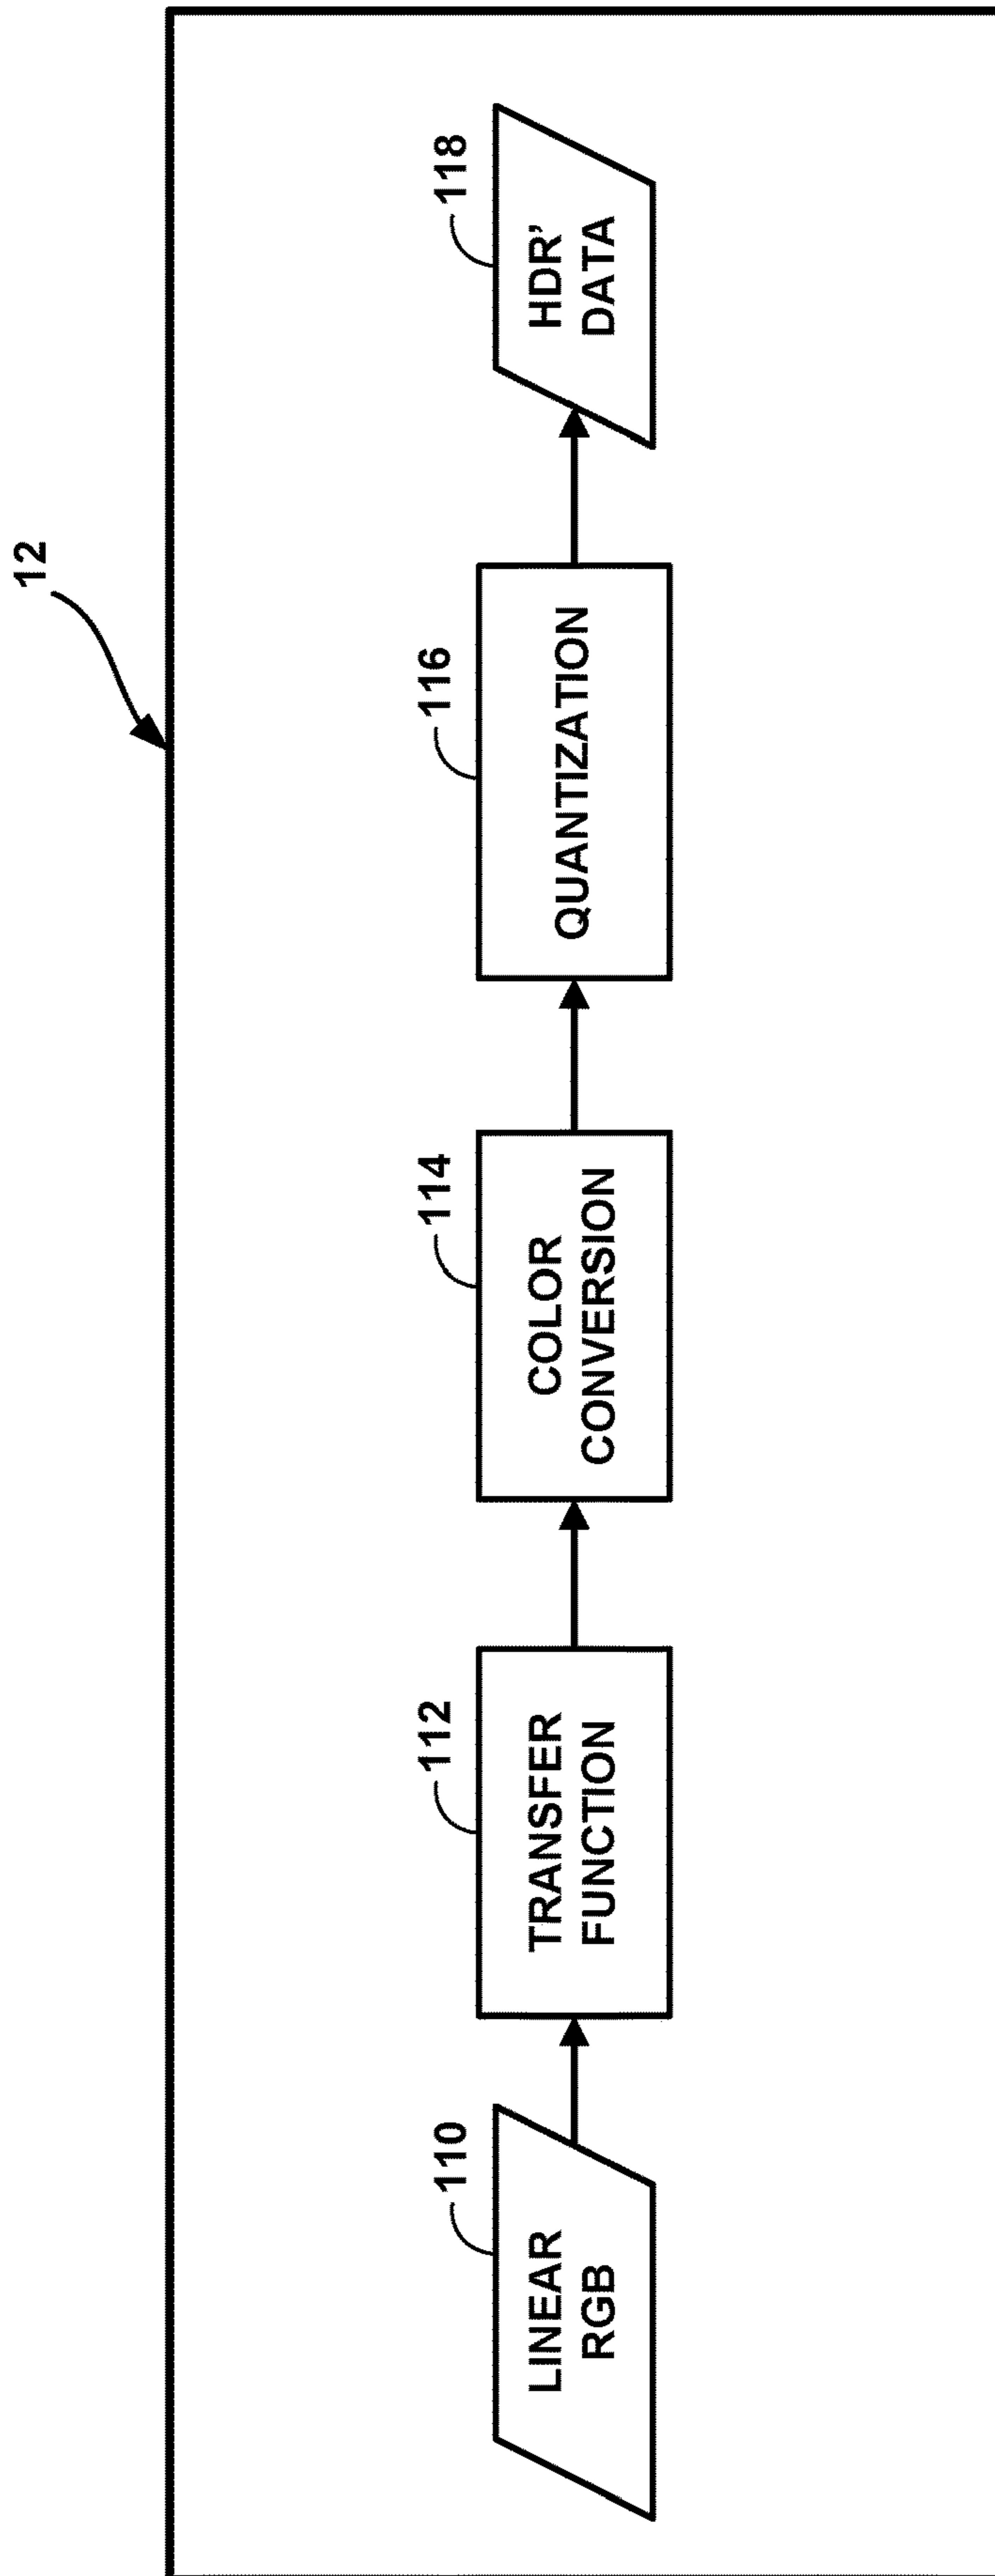 12
110
LINEAR
RGB
112
TRANSFER
FUNCTION
114
COLOR
CONVERSION
116
QUANTIZATION
118
HDR’
DATA